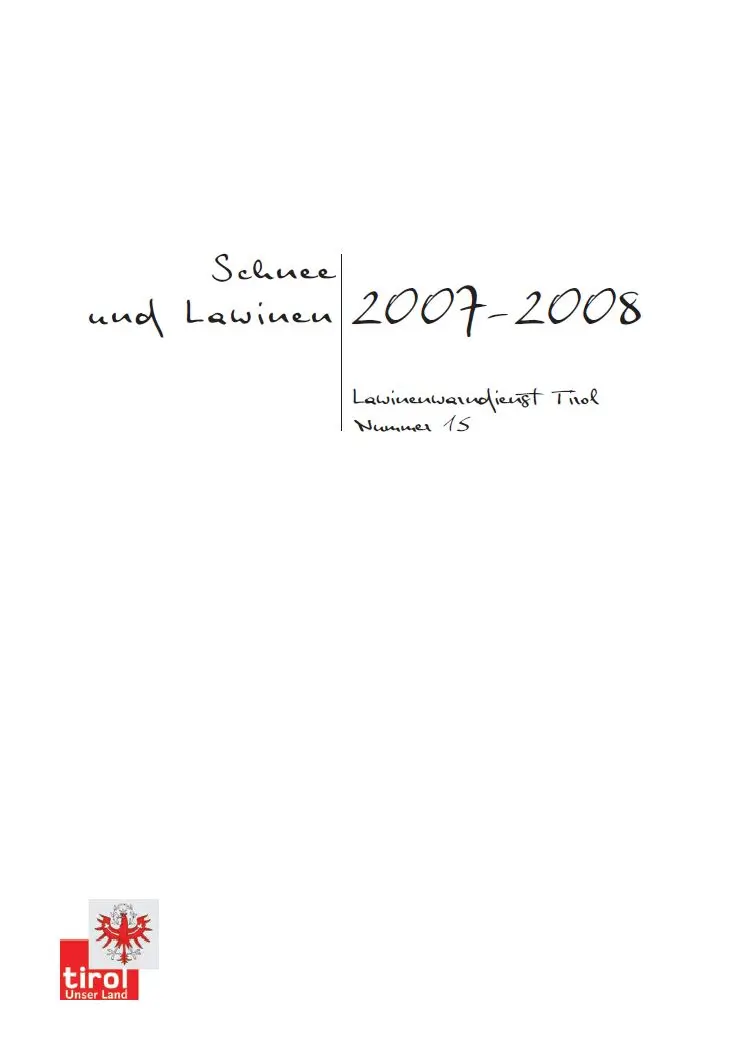 Schnee
und Lawinen
2007-2008
Lawinenwarndienst Tirol
Nummer 15
tirol
Unser Land